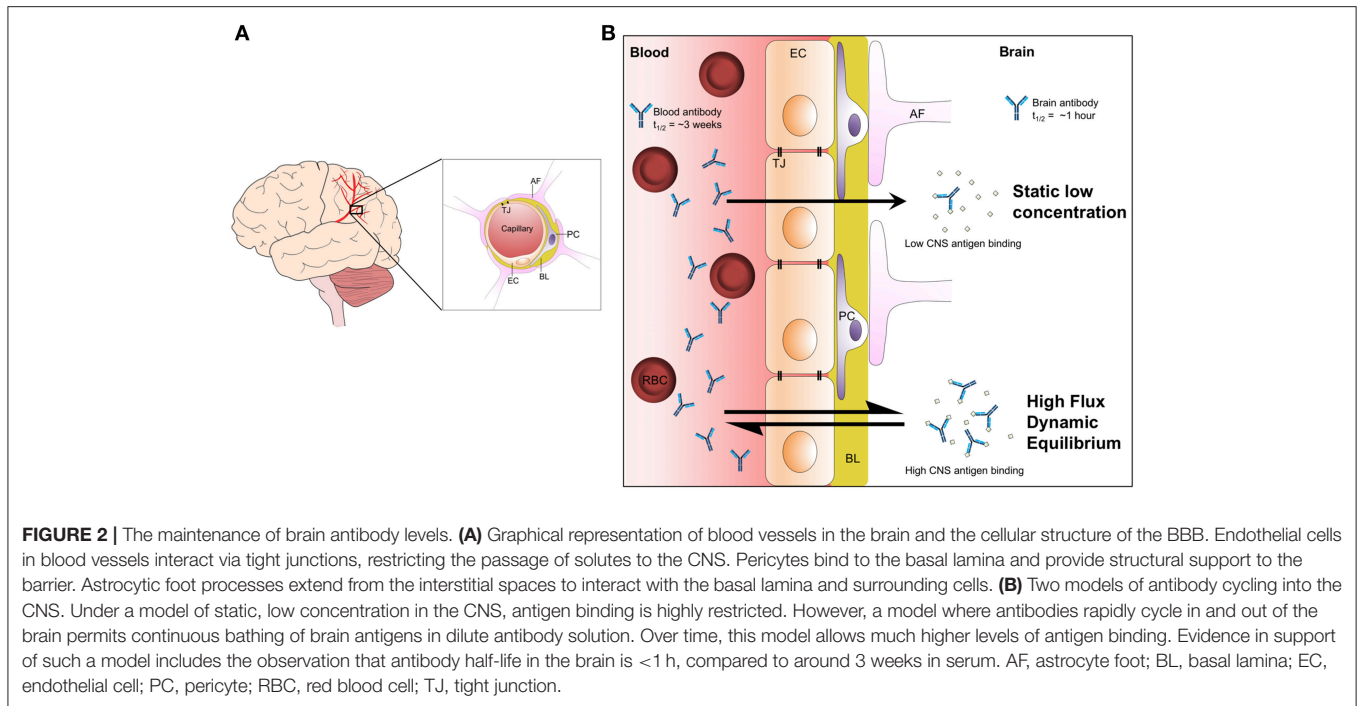 A
AF
TJ
Capillary
PC
EC
BL
B
Blood
EC
Brain
Blood antibody
t1/2 = ~3 weeks
Brain antibody
t1/2 = ~1 hour
AF
TJ
Static low
concentration
Low CNS antigen binding
PC
RBC
High Flux
Dynamic
Equilibrium
BL
High CNS antigen binding
FIGURE 2 | The maintenance of brain antibody levels. (A) Graphical representation of blood vessels in the brain and the cellular structure of the BBB. Endothelial cells
in blood vessels interact via tight junctions, restricting the passage of solutes to the CNS. Pericytes bind to the basal lamina and provide structural support to the
barrier. Astrocytic foot processes extend from the interstitial spaces to interact with the basal lamina and surrounding cells. (B) Two models of antibody cycling into the
CNS. Under a model of static, low concentration in the CNS, antigen binding is highly restricted. However, a model where antibodies rapidly cycle in and out of the
brain permits continuous bathing of brain antigens in dilute antibody solution. Over time, this model allows much higher levels of antigen binding. Evidence in support
of such a model includes the observation that antibody half-life in the brain is <1 h, compared to around 3 weeks in serum. AF, astrocyte foot; BL, basal lamina; EC,
endothelial cell; PC, pericyte; RBC, red blood cell; TJ, tight junction.